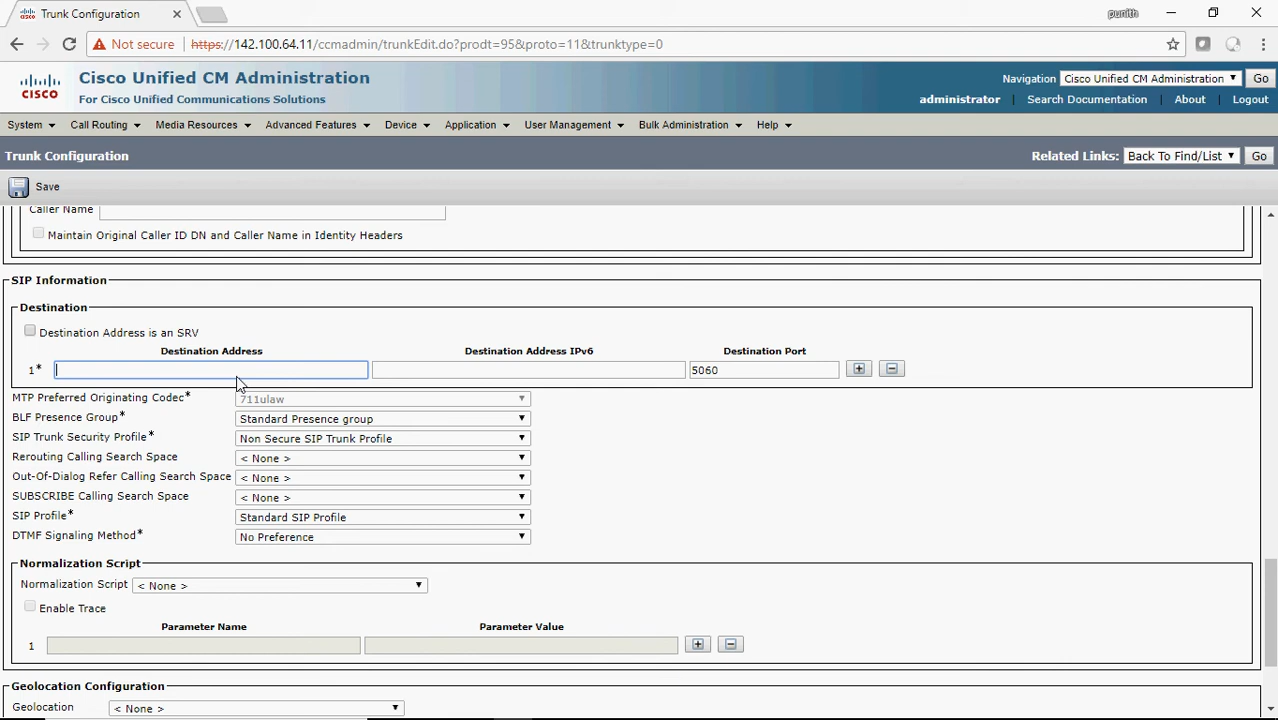 Trunk Configuration
punith
Not secure https://142.100.64.11/ccmadmin/trunkEdit.do?prodt=95&proto=11&trunktype=0
CISCO
Cisco Unified CM Administration
For Cisco Unified Communications Solutions
Navigation Cisco Unified CM Administration Go
administrator Search Documentation About Logout
System Call Routing Media Resources Advanced Features Device Application User Management Bulk Administration Help
Trunk Configuration
Related Links: Back To Find/List Go
Save
Caller Name
Maintain Original Caller ID DN and Caller Name in Identity Headers
SIP Information
Destination
Destination Address is an SRV
Destination Address Destination Address IPv6 Destination Port
1* 5060
MTP Preferred Originating Codec* 711ulaw
BLF Presence Group* Standard Presence group
SIP Trunk Security Profile* Non Secure SIP Trunk Profile
Rerouting Calling Search Space < None >
Out-Of-Dialog Refer Calling Search Space < None >
SUBSCRIBE Calling Search Space < None >
SIP Profile* Standard SIP Profile
DTMF Signaling Method* No Preference
Normalization Script
Normalization Script < None >
Enable Trace
Parameter Name Parameter Value
1
Geolocation Configuration
Geolocation < None >